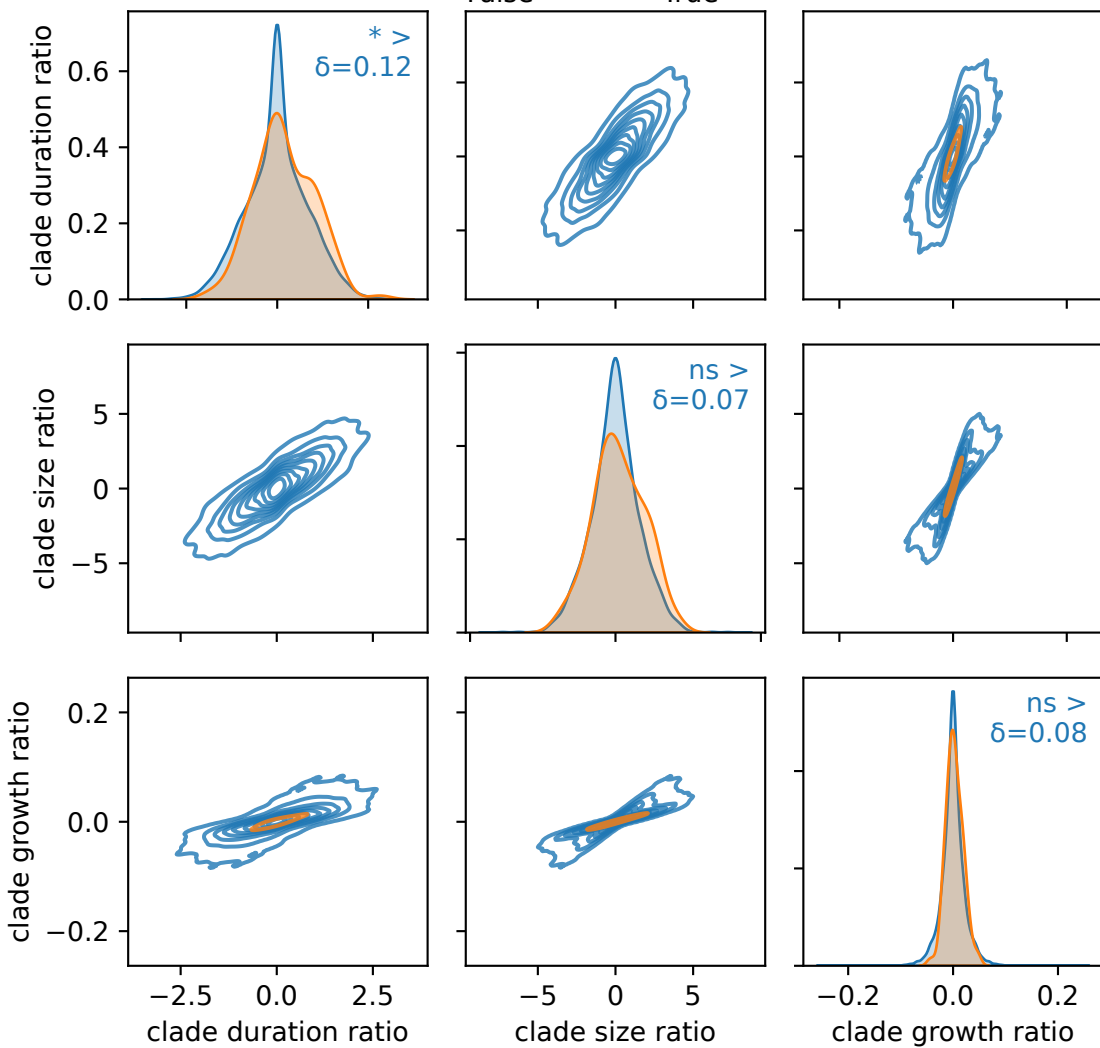 True
clade duration ratio
0.6
0.4
0.2
0.0
* >
δ=0.12
clade size ratio
5
0
−5
ns >
δ=0.07
clade growth ratio
0.2
0.0
−0.2
ns >
δ=0.08
−2.5 0.0 2.5
−5 0 5
−0.2 0.0 0.2
clade duration ratio
clade size ratio
clade growth ratio